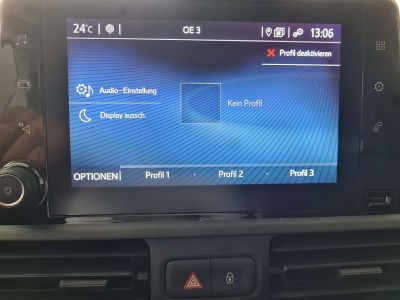 24°C
OE 3
13:06
Profil deaktivieren
Audio-Einstellung
Kein Profil
Display aussch.
OPTIONEN
Profil 1 · Profil 2 · Profil 3
N